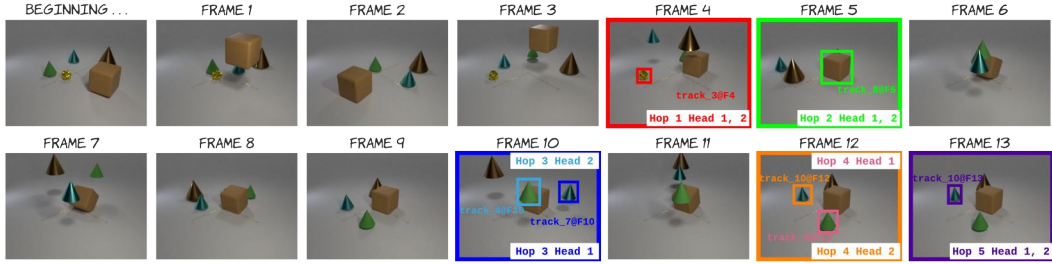 BEGINNING ...
FRAME 1
FRAME 2
FRAME 3
FRAME 4
FRAME 5
FRAME 6
track_3@F4
Hop 1 Head 1, 2
Hop 2 Head 1, 2
FRAME 7
FRAME 8
FRAME 9
FRAME 10
FRAME 11
FRAME 12
FRAME 13
Hop 3 Head 2
track_7@F10
Hop 3 Head 1
Hop 4 Head 1
track_10@F12
Hop 4 Head 2
track_10@F13
Hop 5 Head 1, 2